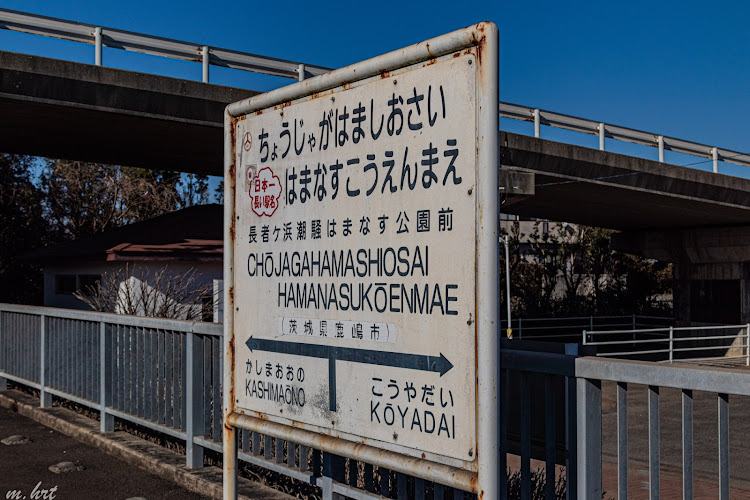 ちょうじゃがはましおさい
はまなすこうえんまえ
日本一
長い駅名
長者ケ浜潮騒はまなす公園前
CHŌJAGAHAMASHIOSAI
HAMANASUKŌENMAE
(茨城県鹿嶋市)
かしまおおの
KASHIMAŌNO
こうやだい
KŌYADAI
m.hrt